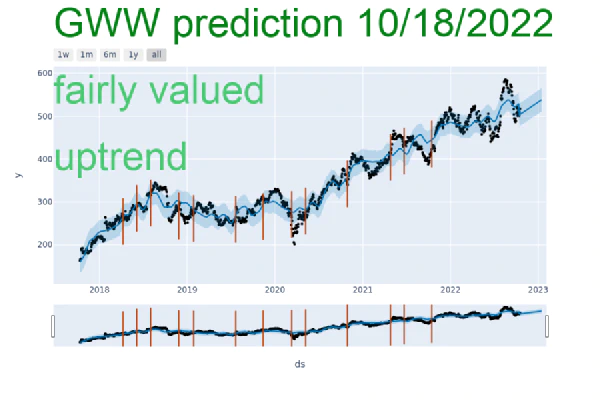 GWW prediction 10/18/2022
1w 1m 6m 1y all
600
fairly valued
500
uptrend
400
y
300
200
2018 2019 2020 2021 2022 2023
ds